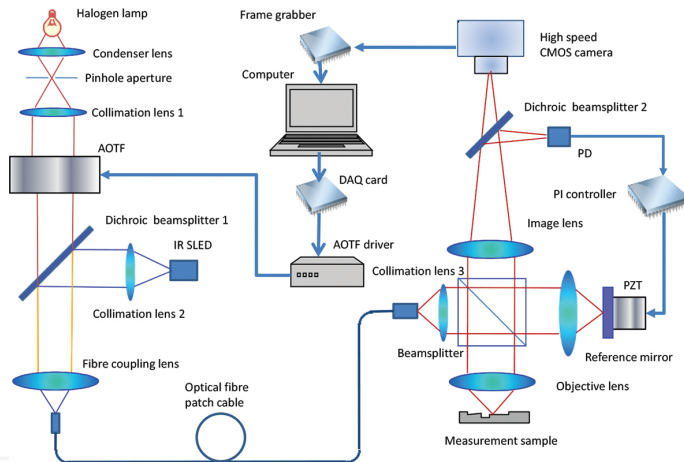 Halogen lamp
Condenser lens
Pinhole aperture
Collimation lens 1
AOTF
Dichroic beamsplitter 1
IR SLED
Collimation lens 2
Fibre coupling lens
Optical fibre
patch cable
Frame grabber
Computer
DAQ card
AOTF driver
High speed
CMOS camera
Dichroic beamsplitter 2
PD
PI controller
Image lens
Collimation lens 3
PZT
Beamsplitter
Reference mirror
Objective lens
Measurement sample